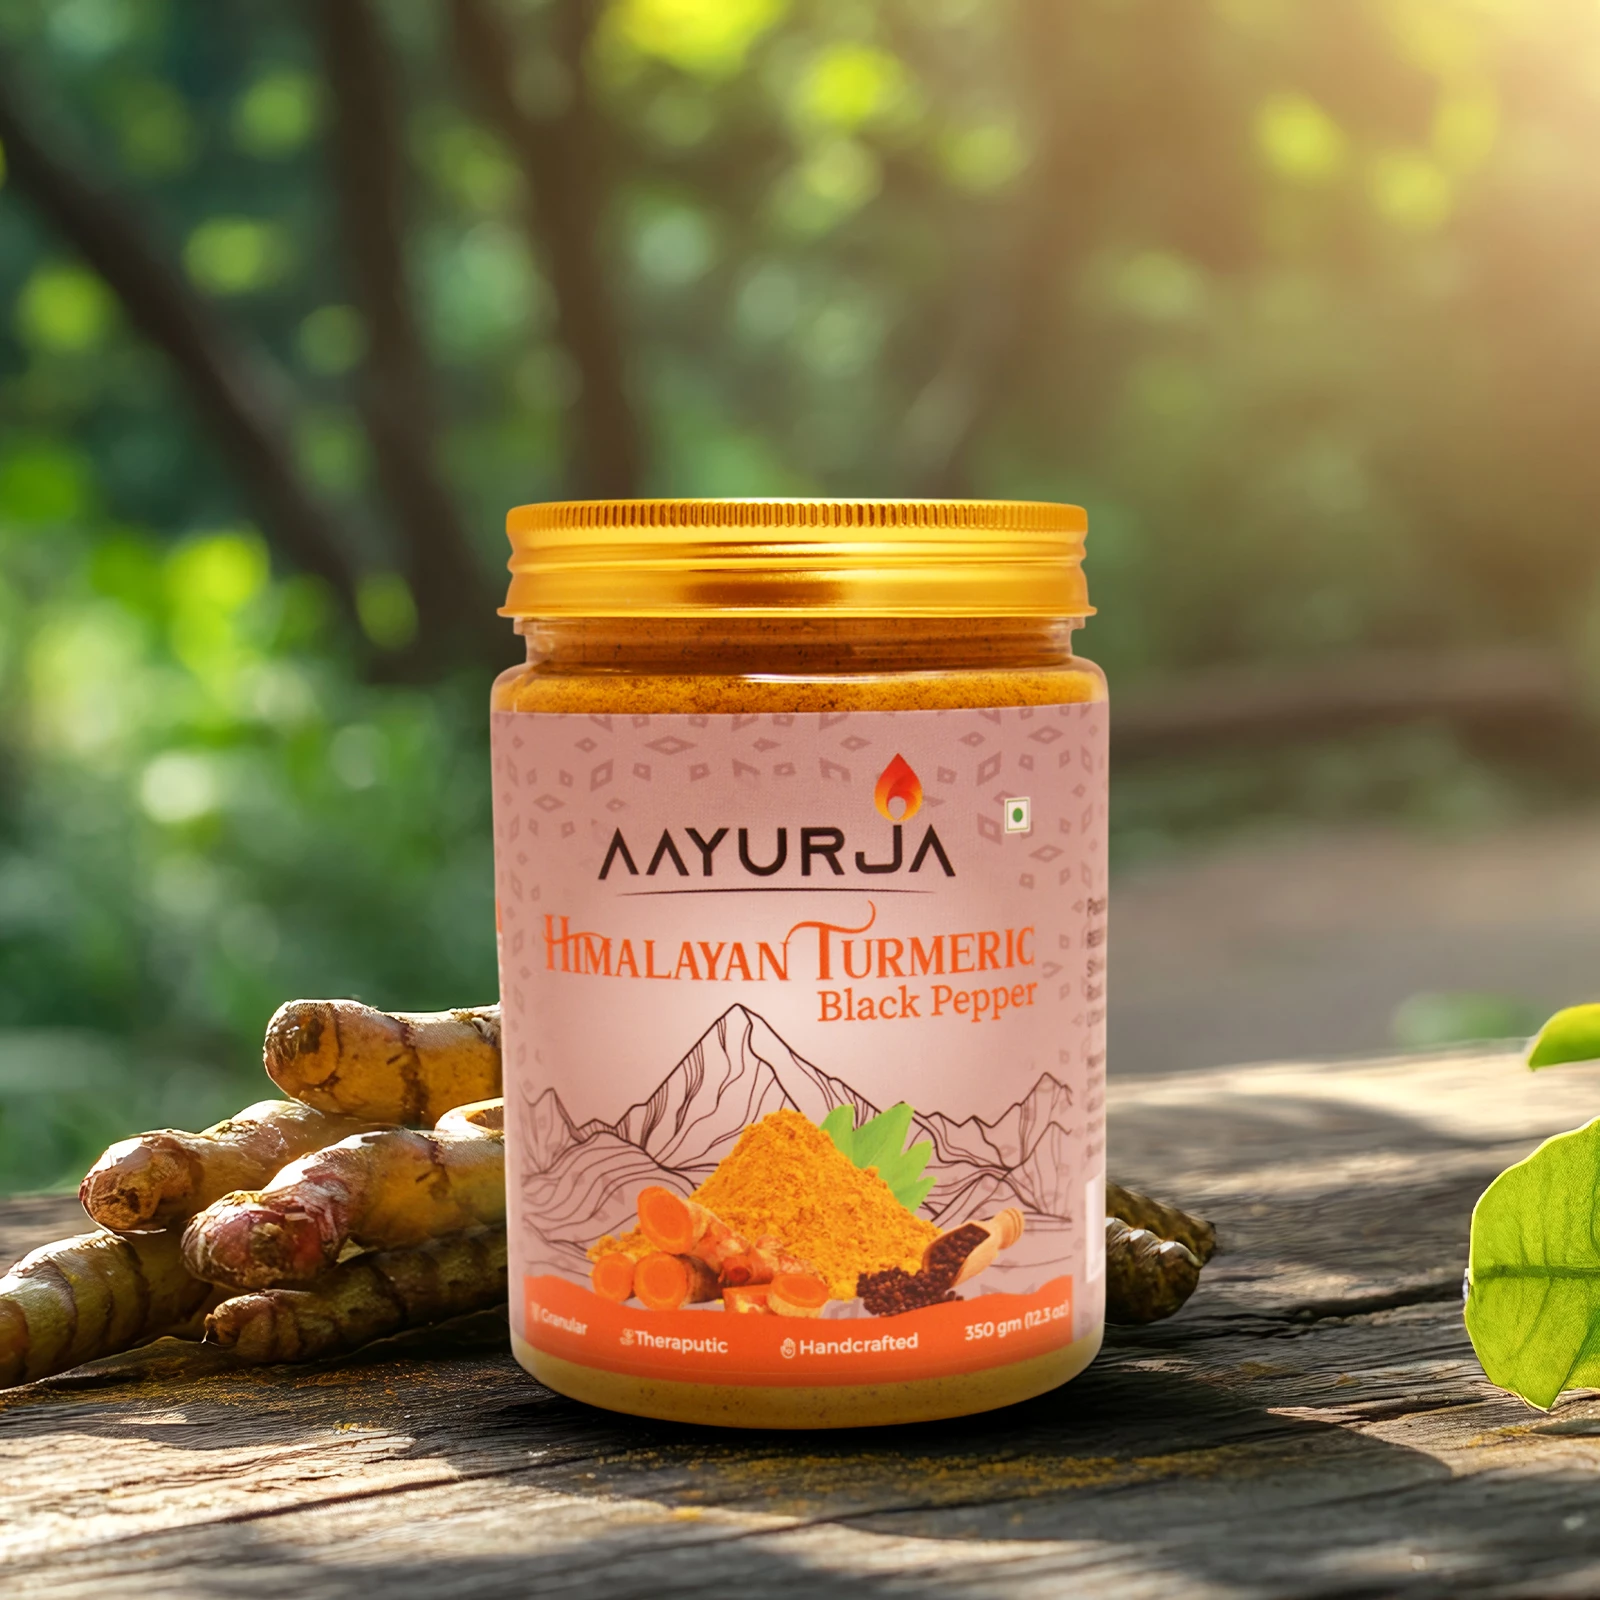 AAYURJA
HIMALAYAN TURMERIC
Black Pepper
Granular
Theraputic
Handcrafted
350 gm (12.3 oz)